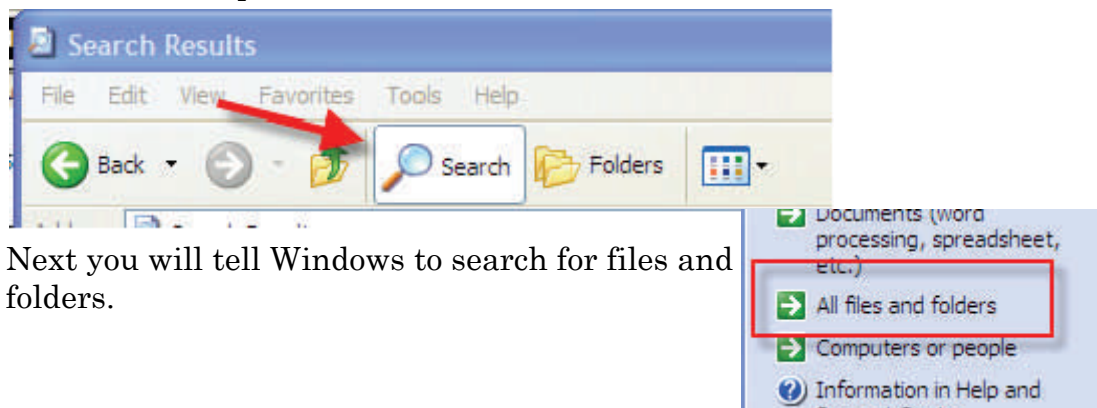 Search Results
File Edit View Favorites Tools Help
Back Search Folders
Documents (word
processing, spreadsheet,
etc.)
Next you will tell Windows to search for files and
folders.
All files and folders
Computers or people
Information in Help and